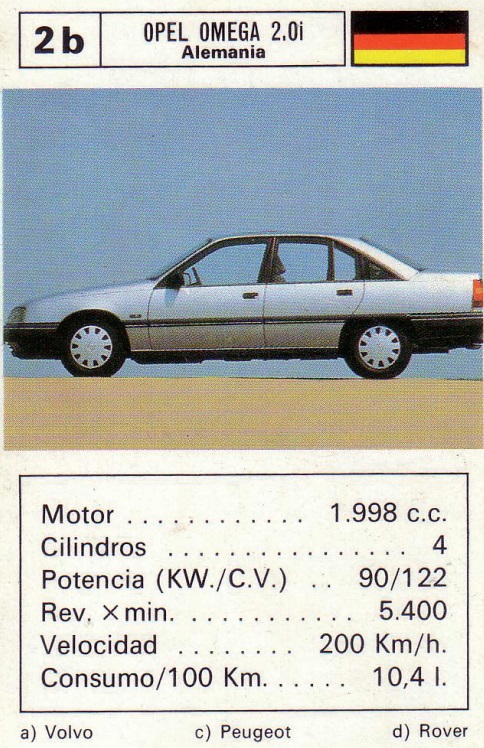 2b
OPEL OMEGA 2.0i
Alemania
Motor . . . . . . . . . . . . 1.998 c.c.
Cilindros . . . . . . . . . . . . . . . . . 4
Potencia (KW./C.V.) . . 90/122
Rev. × min. . . . . . . . . . . . . 5.400
Velocidad . . . . . . . . 200 Km/h.
Consumo/100 Km. . . . . . 10,4 l.
a) Volvo c) Peugeot d) Rover